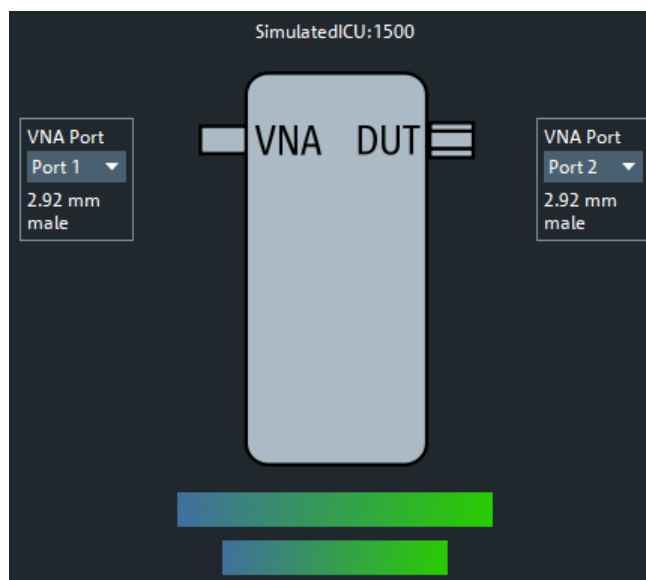 SimulatedICU:1500
VNA Port
Port 1
2.92 mm
male
VNA DUT
VNA Port
Port 2
2.92 mm
male